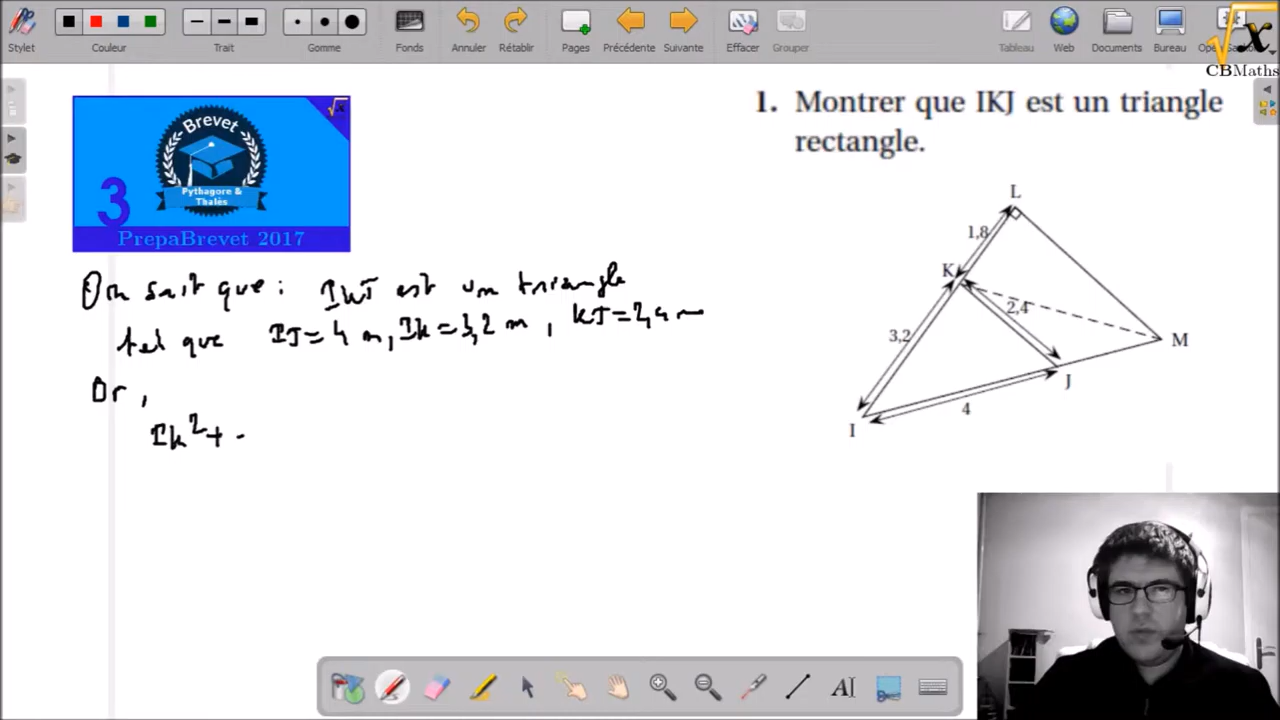 Stylet Couleur Trait Gomme Fonds Annuler Rétablir Pages Précédente Suivante Effacer Grouper Tableau Web Documents Bureau
CBMaths
1. Montrer que IKJ est un triangle
rectangle.
Brevet
Pythagore &
Thalès
3
PrepaBrevet 2017
L
1,8
K
2,4
3,2
M
J
4
I
On sait que : IKJ est un triangle
tel que IJ = 4 m, IK = 3,2 m, KJ = 2,4 m
Or,
IK² +